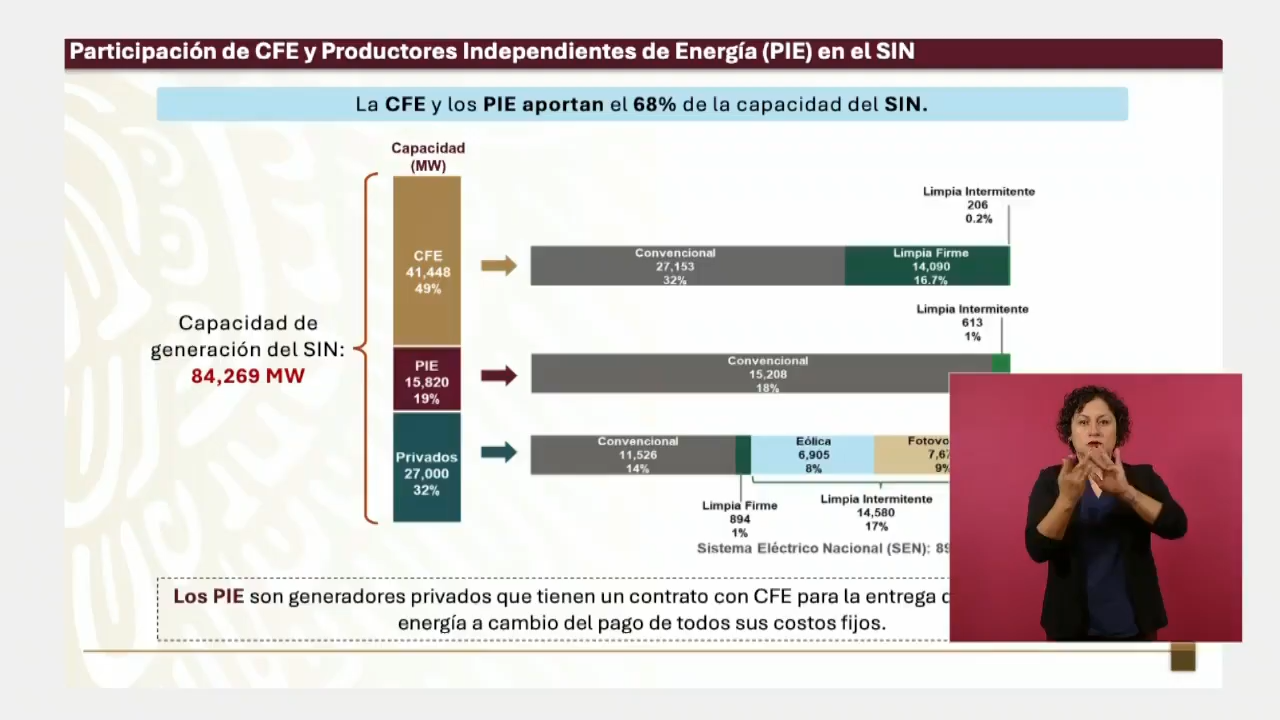 Participación de CFE y Productores Independientes de Energía (PIE) en el SIN
La CFE y los PIE aportan el 68% de la capacidad del SIN.
Capacidad
(MW)
Capacidad de
generación del SIN:
84,269 MW
CFE
41,448
49%
Convencional
27,153
32%
Limpia Firme
14,090
16.7%
Limpia Intermitente
206
0.2%
PIE
15,820
19%
Convencional
15,208
18%
Limpia Intermitente
613
1%
Privados
27,000
32%
Convencional
11,526
14%
Limpia Firme
894
1%
Eólica
6,905
8%
9%
Limpia Intermitente
14,580
17%
Sistema Eléctrico Nacional (SEN):
Los PIE son generadores privados que tienen un contrato con CFE para la entrega
energía a cambio del pago de todos sus costos fijos.